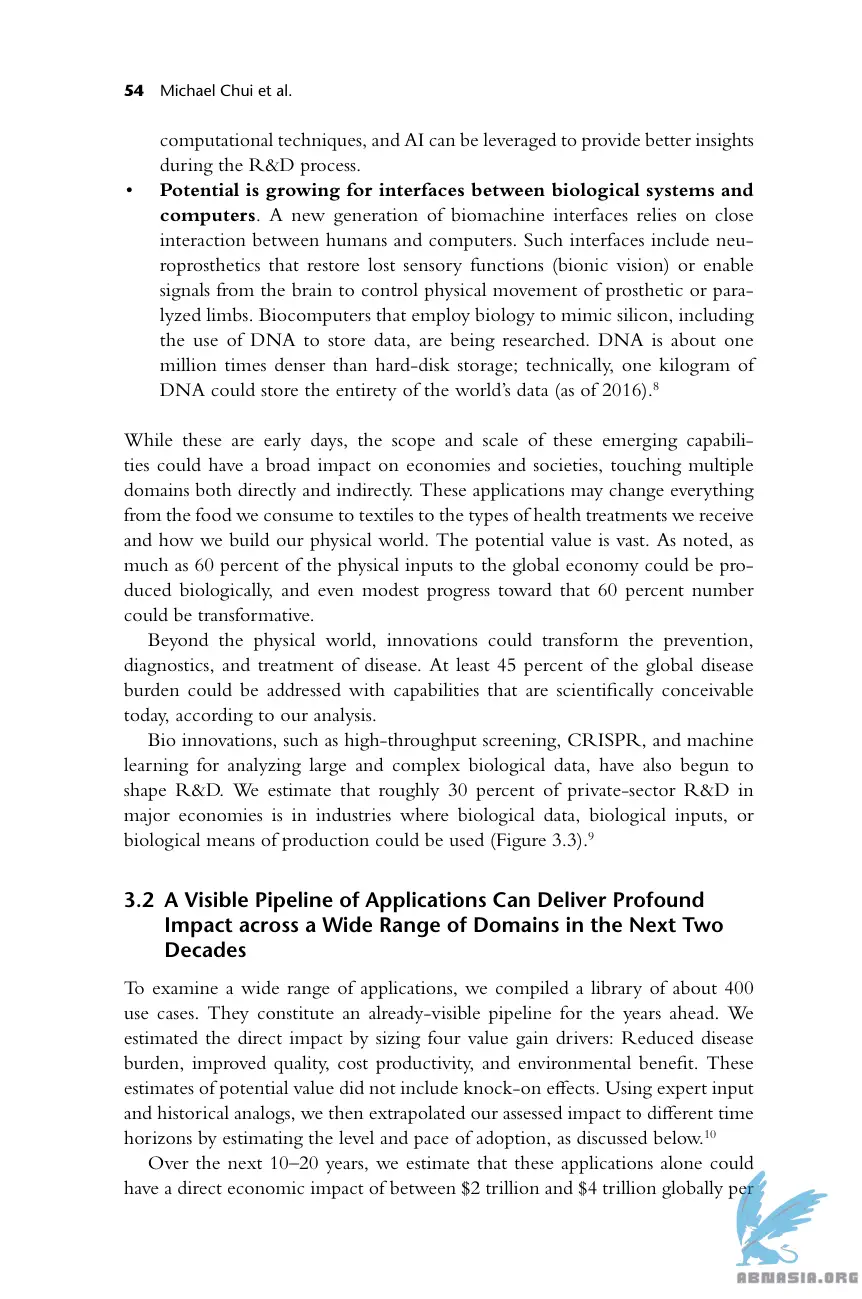 54 Michael Chui et al.
computational techniques, and AI can be leveraged to provide better insights
during the R&D process.
• Potential is growing for interfaces between biological systems and
computers. A new generation of biomachine interfaces relies on close
interaction between humans and computers. Such interfaces include neu-
roprosthetics that restore lost sensory functions (bionic vision) or enable
signals from the brain to control physical movement of prosthetic or para-
lyzed limbs. Biocomputers that employ biology to mimic silicon, including
the use of DNA to store data, are being researched. DNA is about one
million times denser than hard-disk storage; technically, one kilogram of
DNA could store the entirety of the world's data (as of 2016).8
While these are early days, the scope and scale of these emerging capabili-
ties could have a broad impact on economies and societies, touching multiple
domains both directly and indirectly. These applications may change everything
from the food we consume to textiles to the types of health treatments we receive
and how we build our physical world. The potential value is vast. As noted, as
much as 60 percent of the physical inputs to the global economy could be pro-
duced biologically, and even modest progress toward that 60 percent number
could be transformative.
Beyond the physical world, innovations could transform the prevention,
diagnostics, and treatment of disease. At least 45 percent of the global disease
burden could be addressed with capabilities that are scientifically conceivable
today, according to our analysis.
Bio innovations, such as high-throughput screening, CRISPR, and machine
learning for analyzing large and complex biological data, have also begun to
shape R&D. We estimate that roughly 30 percent of private-sector R&D in
major economies is in industries where biological data, biological inputs, or
biological means of production could be used (Figure 3.3).9
3.2 A Visible Pipeline of Applications Can Deliver Profound
Impact across a Wide Range of Domains in the Next Two
Decades
To examine a wide range of applications, we compiled a library of about 400
use cases. They constitute an already-visible pipeline for the years ahead. We
estimated the direct impact by sizing four value gain drivers: Reduced disease
burden, improved quality, cost productivity, and environmental benefit. These
estimates of potential value did not include knock-on effects. Using expert input
and historical analogs, we then extrapolated our assessed impact to different time
horizons by estimating the level and pace of adoption, as discussed below.10
Over the next 10–20 years, we estimate that these applications alone could
have a direct economic impact of between $2 trillion and $4 trillion globally per
ABNASIA.ORG